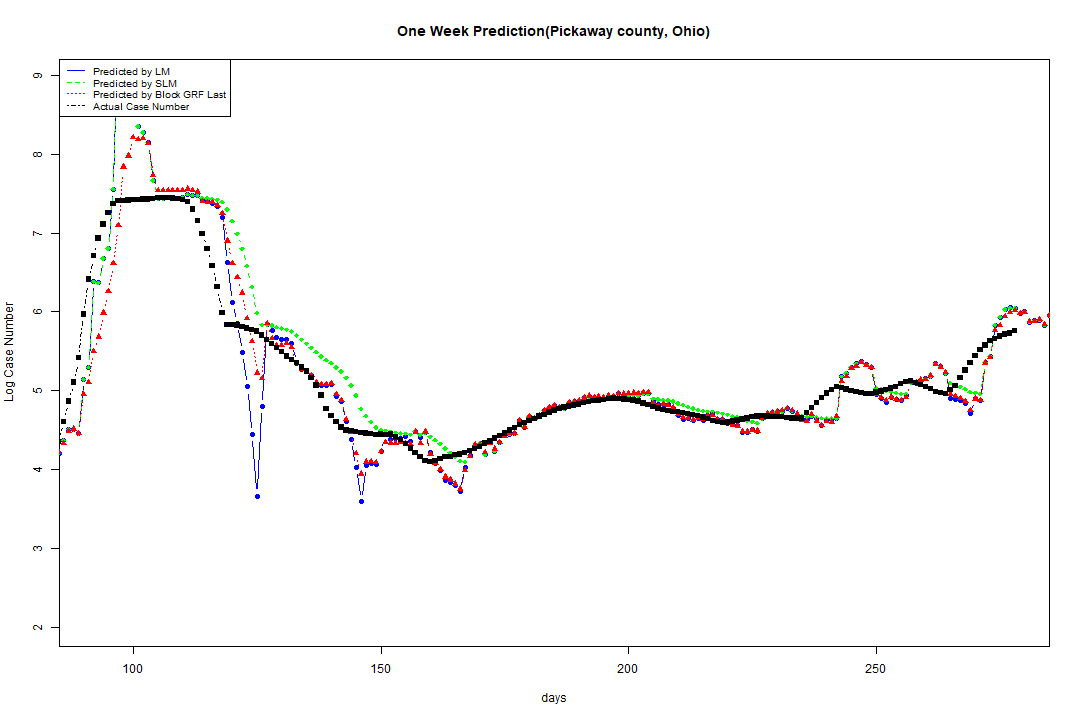 One Week Prediction(Pickaway county, Ohio)
Predicted by LM
Predicted by SLM
Predicted by Block GRF Last
Actual Case Number
Log Case Number
9
8
7
6
5
4
3
2
100
150
200
250
days